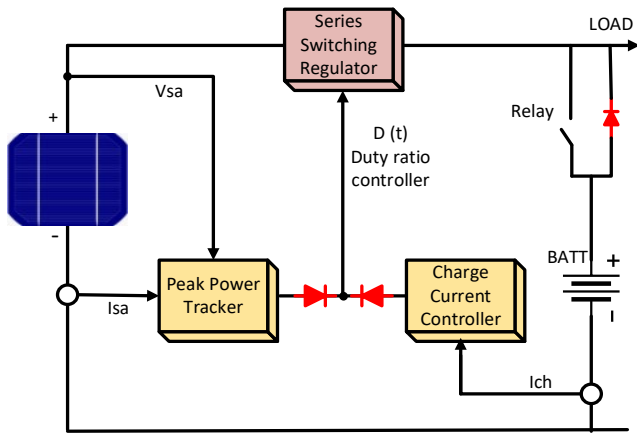 Series
Switching
Regulator
LOAD
Vsa
+
D (t)
Duty ratio
controller
Relay
-
BATT
+
Peak Power
Tracker
Charge
Current
Controller
Isa
Ich